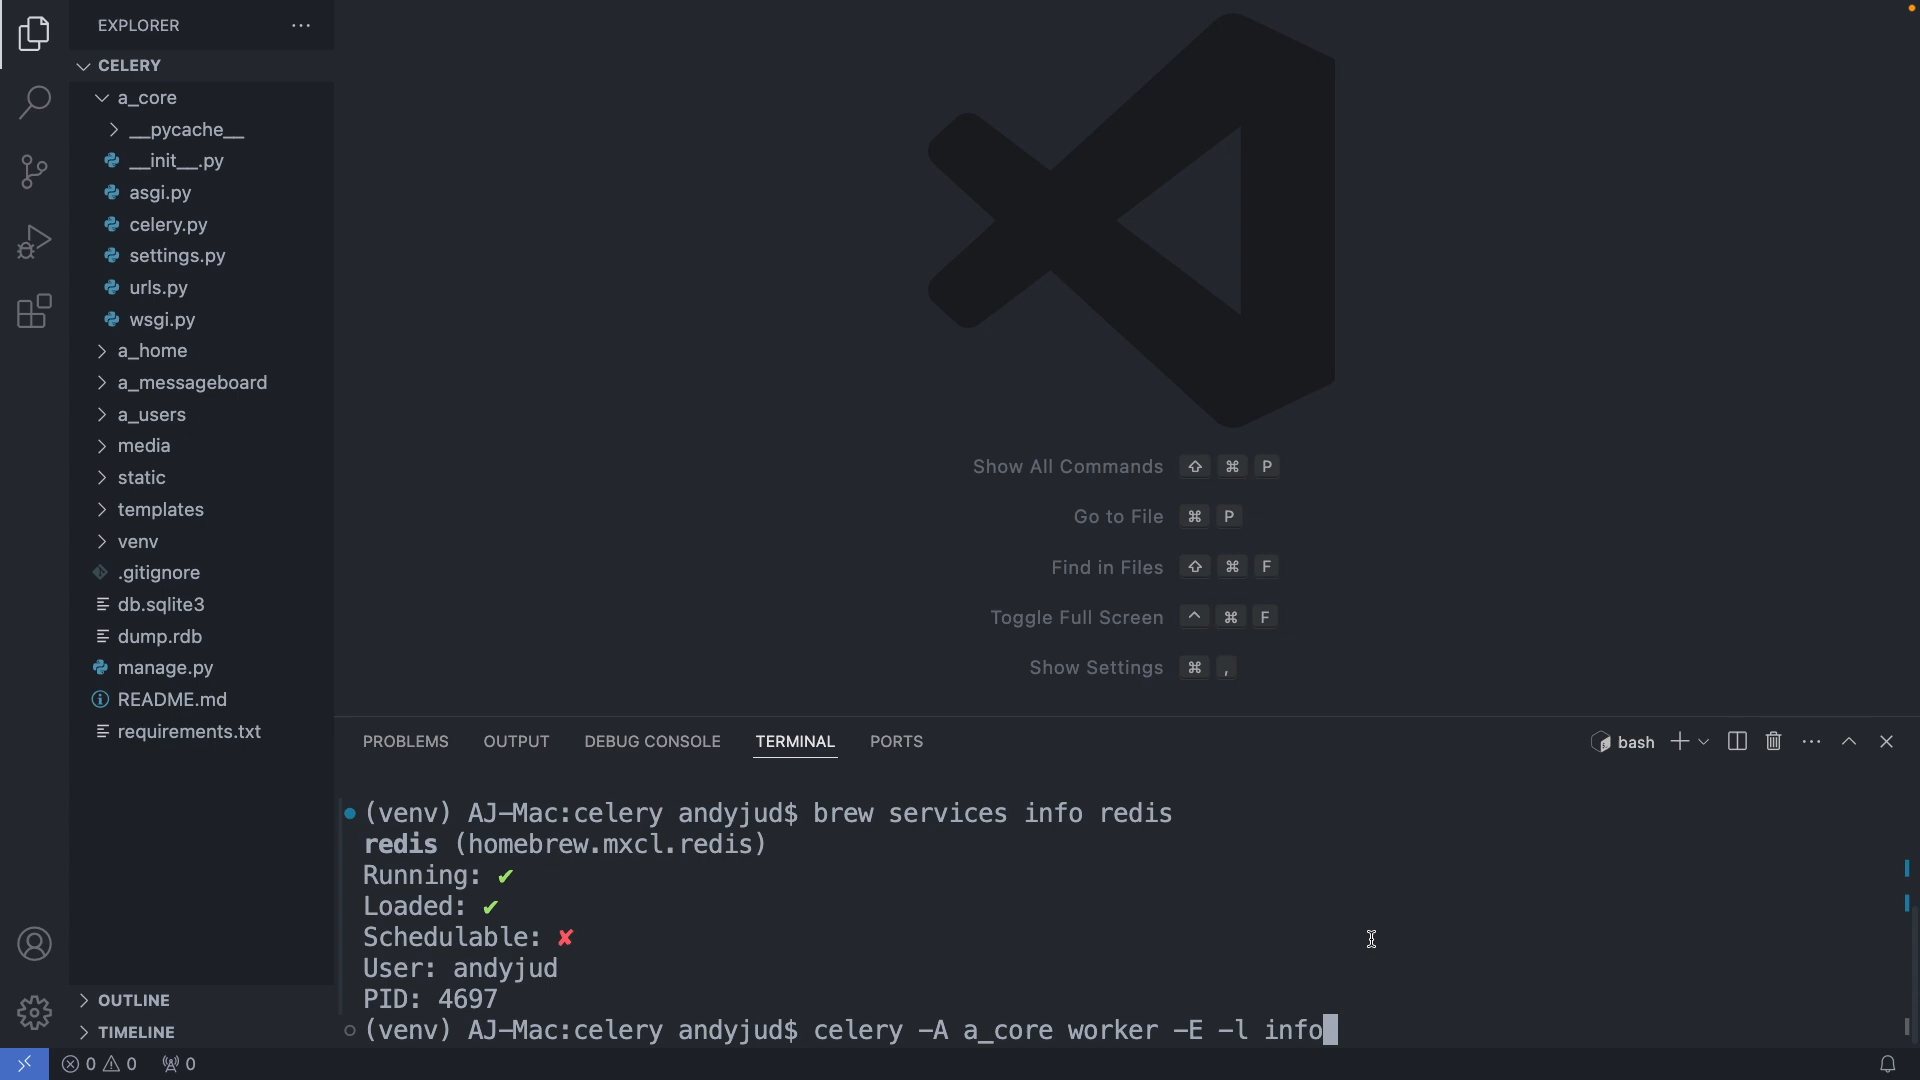 EXPLORER
CELERY
a_core
__pycache__
__init__.py
asgi.py
celery.py
settings.py
urls.py
wsgi.py
a_home
a_messageboard
a_users
media
static
templates
venv
.gitignore
db.sqlite3
dump.rdb
manage.py
README.md
requirements.txt
OUTLINE
TIMELINE
Show All Commands ⇧ ⌘ P
Go to File ⌘ P
Find in Files ⇧ ⌘ F
Toggle Full Screen ^ ⌘ F
Show Settings ⌘ ,
PROBLEMS OUTPUT DEBUG CONSOLE TERMINAL PORTS bash
(venv) AJ-Mac:celery andyjud$ brew services info redis
redis (homebrew.mxcl.redis)
Running: ✔
Loaded: ✔
Schedulable: ✘
User: andyjud
PID: 4697
(venv) AJ-Mac:celery andyjud$ celery -A a_core worker -E -l info
0 0 0